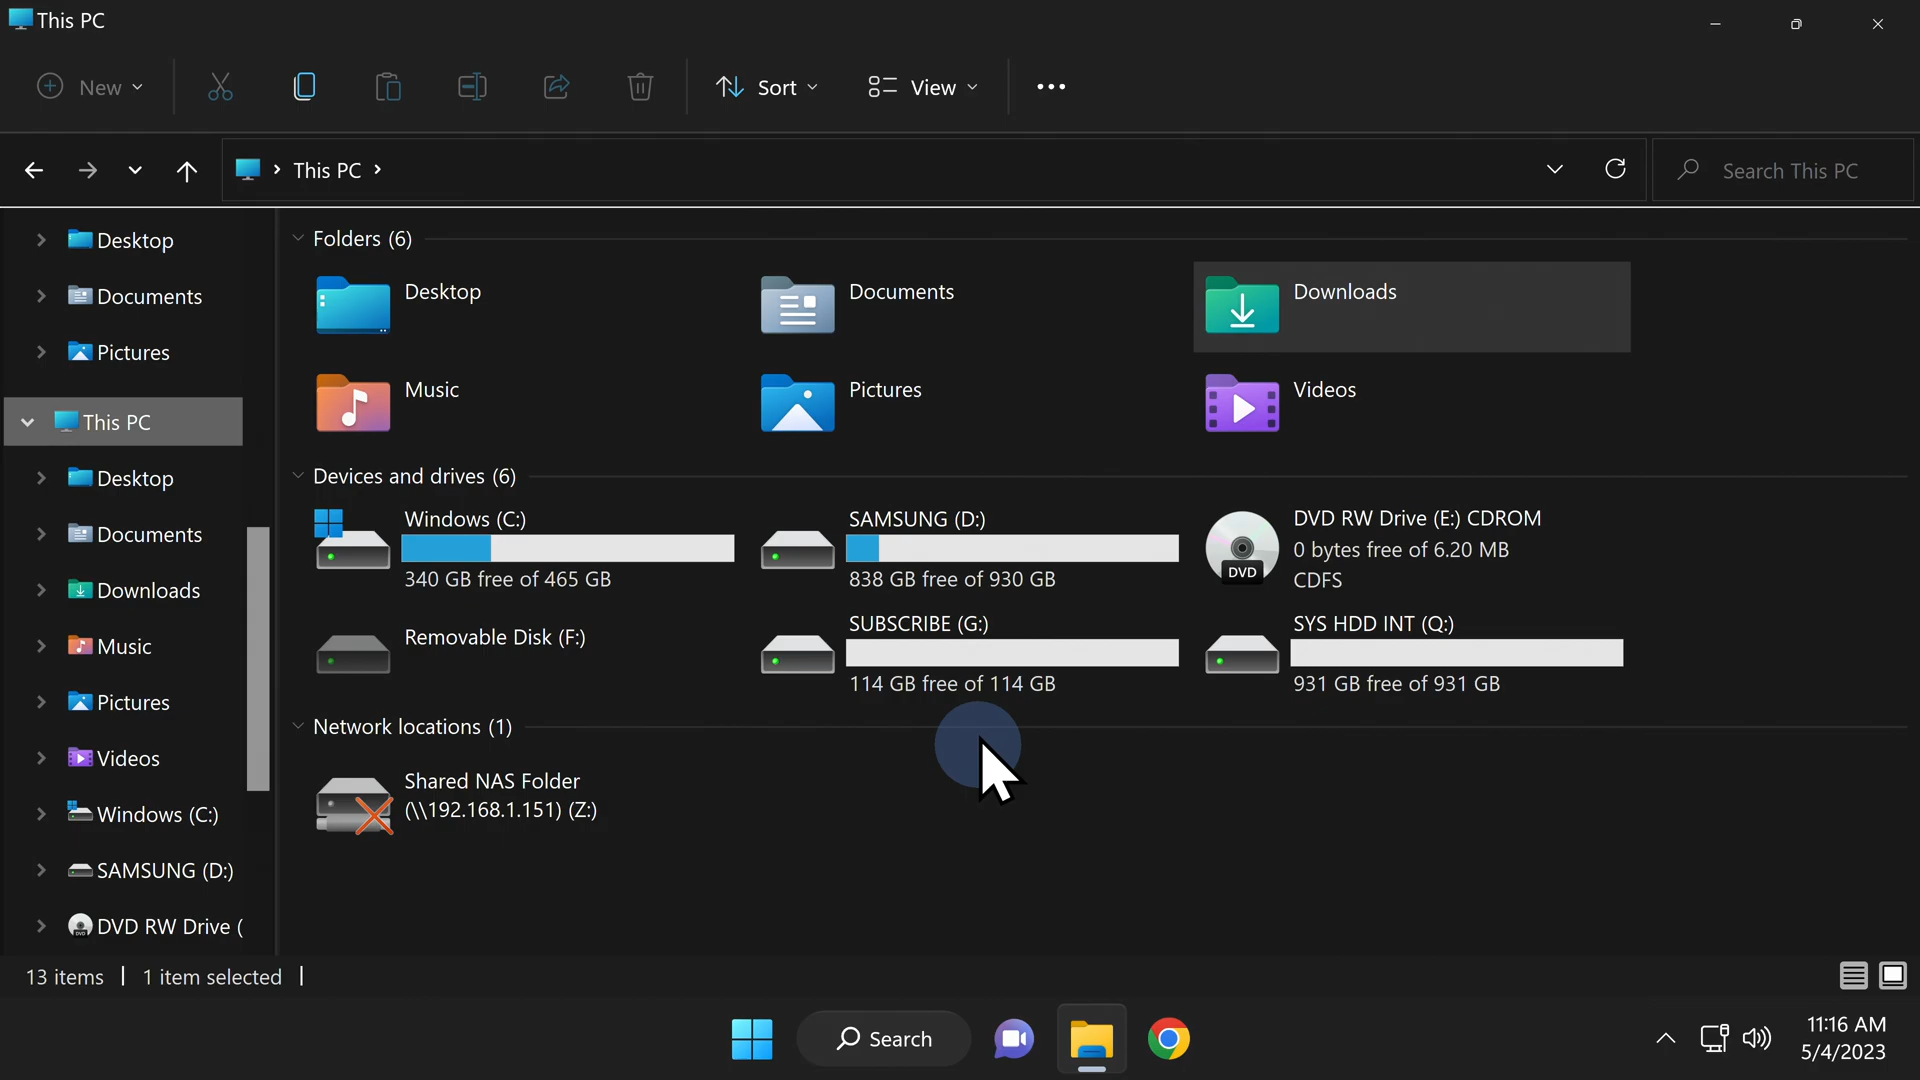 This PC
New
Sort
View
This PC
Search This PC
Desktop
Documents
Pictures
This PC
Desktop
Documents
Downloads
Music
Pictures
Videos
Windows (C:)
SAMSUNG (D:)
DVD RW Drive (
Folders (6)
Desktop
Documents
Downloads
Music
Pictures
Videos
Devices and drives (6)
Windows (C:)
340 GB free of 465 GB
SAMSUNG (D:)
838 GB free of 930 GB
DVD
DVD RW Drive (E:) CDROM
0 bytes free of 6.20 MB
CDFS
Removable Disk (F:)
SUBSCRIBE (G:)
114 GB free of 114 GB
SYS HDD INT (Q:)
931 GB free of 931 GB
Network locations (1)
Shared NAS Folder
(\\192.168.1.151) (Z:)
13 items
1 item selected
Search
11:16 AM
5/4/2023